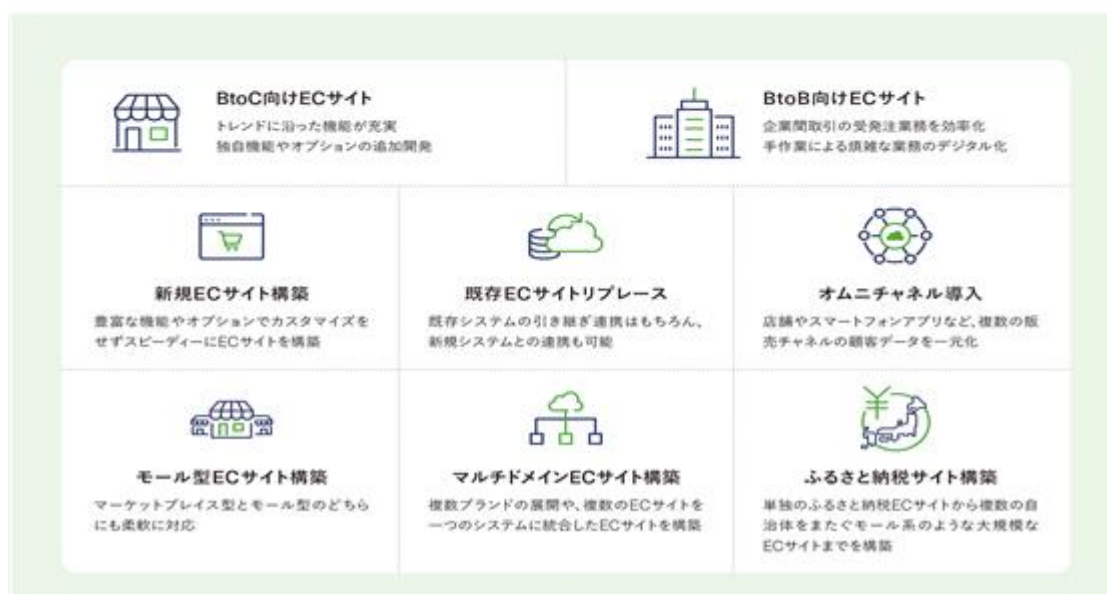 BtoC向けECサイト
トレンドに沿った機能が充実
独自機能やオプションの追加開発
BtoB向けECサイト
企業間取引の受発注業務を効率化
手作業による煩雑な業務のデジタル化
新規ECサイト構築
豊富な機能やオプションでカスタマイズを
せずスピーディーにECサイトを構築
既存ECサイトリプレース
既存システムの引き継ぎ連携はもちろん、
新規システムとの連携も可能
オムニチャネル導入
店舗やスマートフォンアプリなど、複数の販
売チャネルの顧客データを一元化
モール型ECサイト構築
マーケットプレイス型とモール型のどちら
にも柔軟に対応
マルチドメインECサイト構築
複数ブランドの展開や、複数のECサイトを
一つのシステムに統合したECサイトを構築
ふるさと納税サイト構築
単独のふるさと納税ECサイトから複数の自
治体をまたぐモール系のような大規模な
ECサイトまでを構築